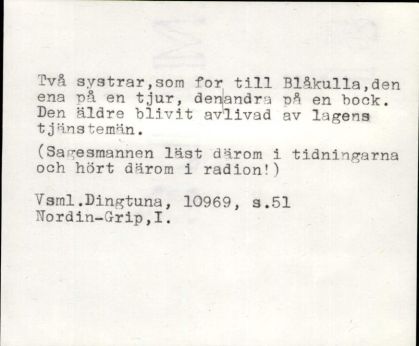 Två systrar,som for till Blåkulla,den
ena på en tjur, denandra på en bock.
Den äldre blivit avlivad av lagens
tjänstemän.
(Sagesmannen läst därom i tidningarna
och hört därom i radion!)
Vsml.Dingtuna, 10969, s.51
Nordin-Grip,I.